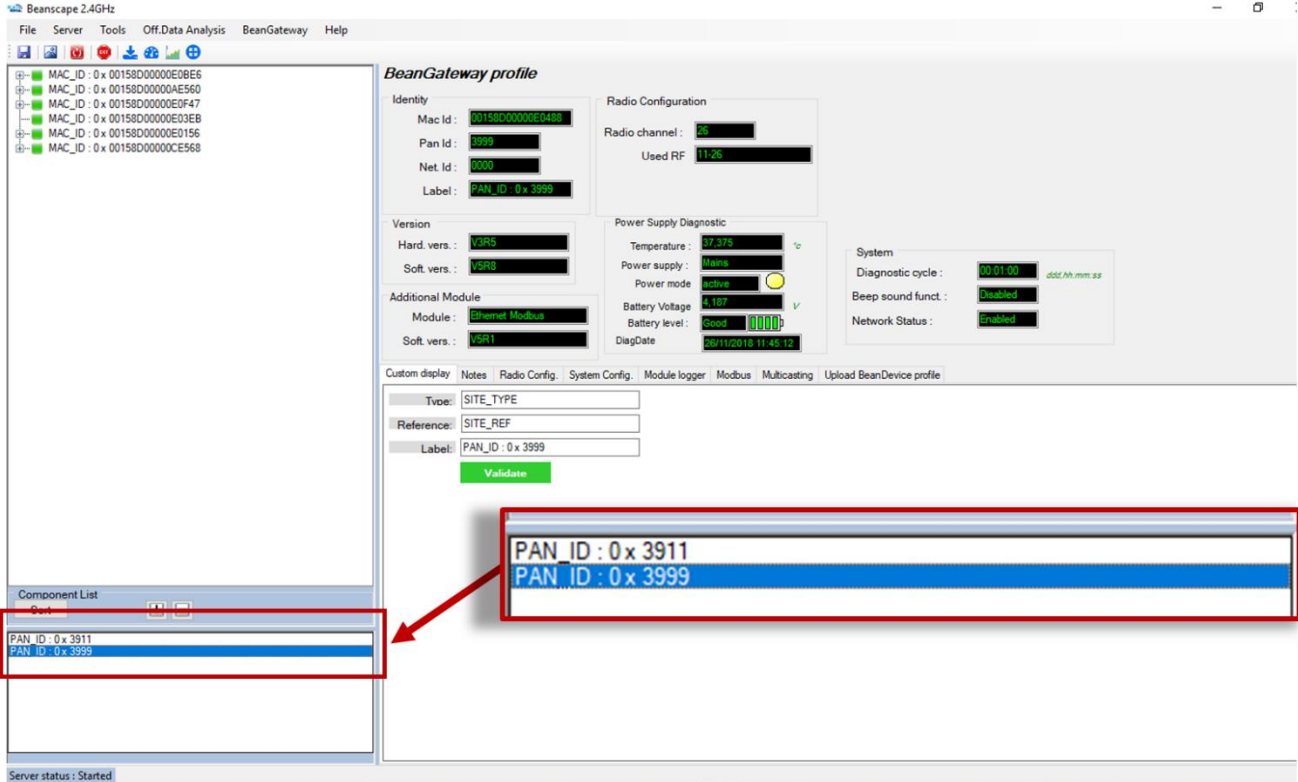 Beanscape 2.4GHz
File Server Tools Off.Data Analysis BeanGateway Help
MAC_ID : 0 x 00158D00000E0BE6
MAC_ID : 0 x 00158D00000AE560
MAC_ID : 0 x 00158D00000E0F47
MAC_ID : 0 x 00158D00000E03EB
MAC_ID : 0 x 00158D00000E0156
MAC_ID : 0 x 00158D00000CE568
BeanGateway profile
Identity
Mac Id : 00158D00000E0488
Pan Id : 3999
Net. Id : 0000
Label : PAN_ID : 0 x 3999
Radio Configuration
Radio channel : 26
Used RF 11-26
Version
Hard. vers. : V3R5
Soft. vers. : V5R8
Additional Module
Module : Ethernet Modbus
Soft. vers. : V5R1
Power Supply Diagnostic
Temperature : 37,375 °c
Power supply : Mains
Power mode active
Battery Voltage 4,187 V
Battery level : Good
DiagDate 26/11/2018 11:45:12
System
Diagnostic cycle : 00:01:00 ddd,hh:mm:ss
Beep sound funct. : Disabled
Network Status : Enabled
Custom display Notes Radio Config. System Config. Module logger Modbus Multicasting Upload BeanDevice profile
Type: SITE_TYPE
Reference: SITE_REF
Label: PAN_ID : 0 x 3999
Validate
PAN_ID : 0 x 3911
PAN_ID : 0 x 3999
Component List
PAN_ID : 0 x 3911
PAN_ID : 0 x 3999
Server status : Started